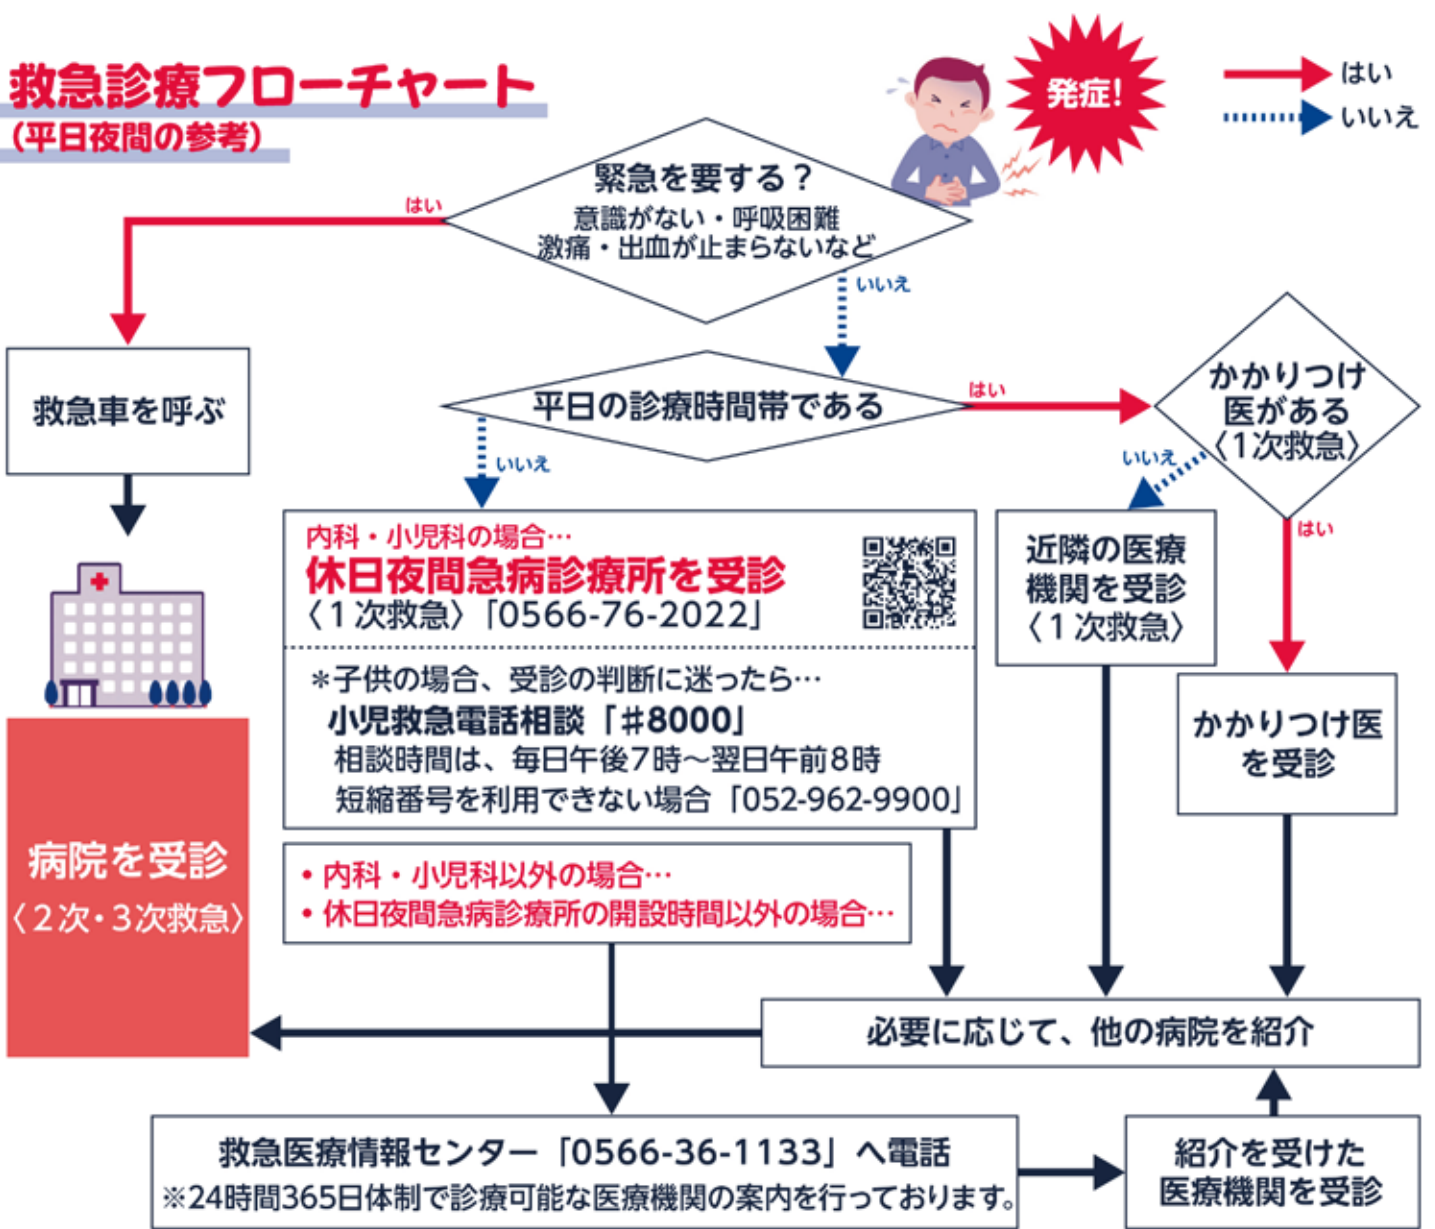 救急診療フローチャート
(平日夜間の参考)
発症!
はい
いいえ
緊急を要する?
意識がない・呼吸困難
激痛・出血が止まらないなど
はい
いいえ
救急車を呼ぶ
平日の診療時間帯である
はい
いいえ
かかりつけ
医がある
〈1次救急〉
いいえ
はい
内科・小児科の場合…
休日夜間急病診療所を受診
〈1次救急〉「0566-76-2022」
*子供の場合、受診の判断に迷ったら…
小児救急電話相談「♯8000」
相談時間は、毎日午後7時～翌日午前8時
短縮番号を利用できない場合「052-962-9900」
近隣の医療
機関を受診
〈1次救急〉
かかりつけ医
を受診
病院を受診
〈2次・3次救急〉
・内科・小児科以外の場合…
・休日夜間急病診療所の開設時間以外の場合…
必要に応じて、他の病院を紹介
救急医療情報センター「0566-36-1133」へ電話
※24時間365日体制で診療可能な医療機関の案内を行っております。
紹介を受けた
医療機関を受診